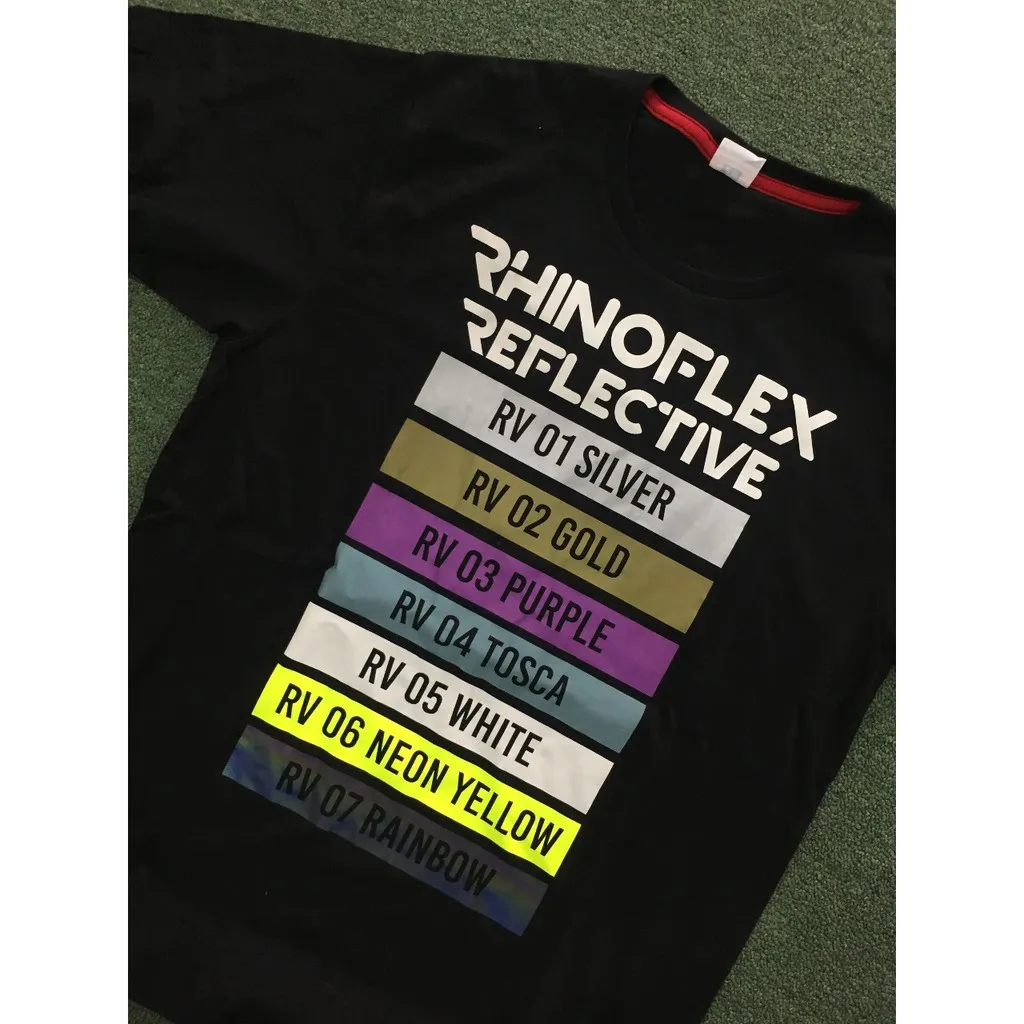 RHINOFLEX
REFLECTIVE
RV 01 SILVER
RV 02 GOLD
RV 03 PURPLE
RV 04 TOSCA
RV 05 WHITE
RV 06 NEON YELLOW
RV 07 RAINBOW